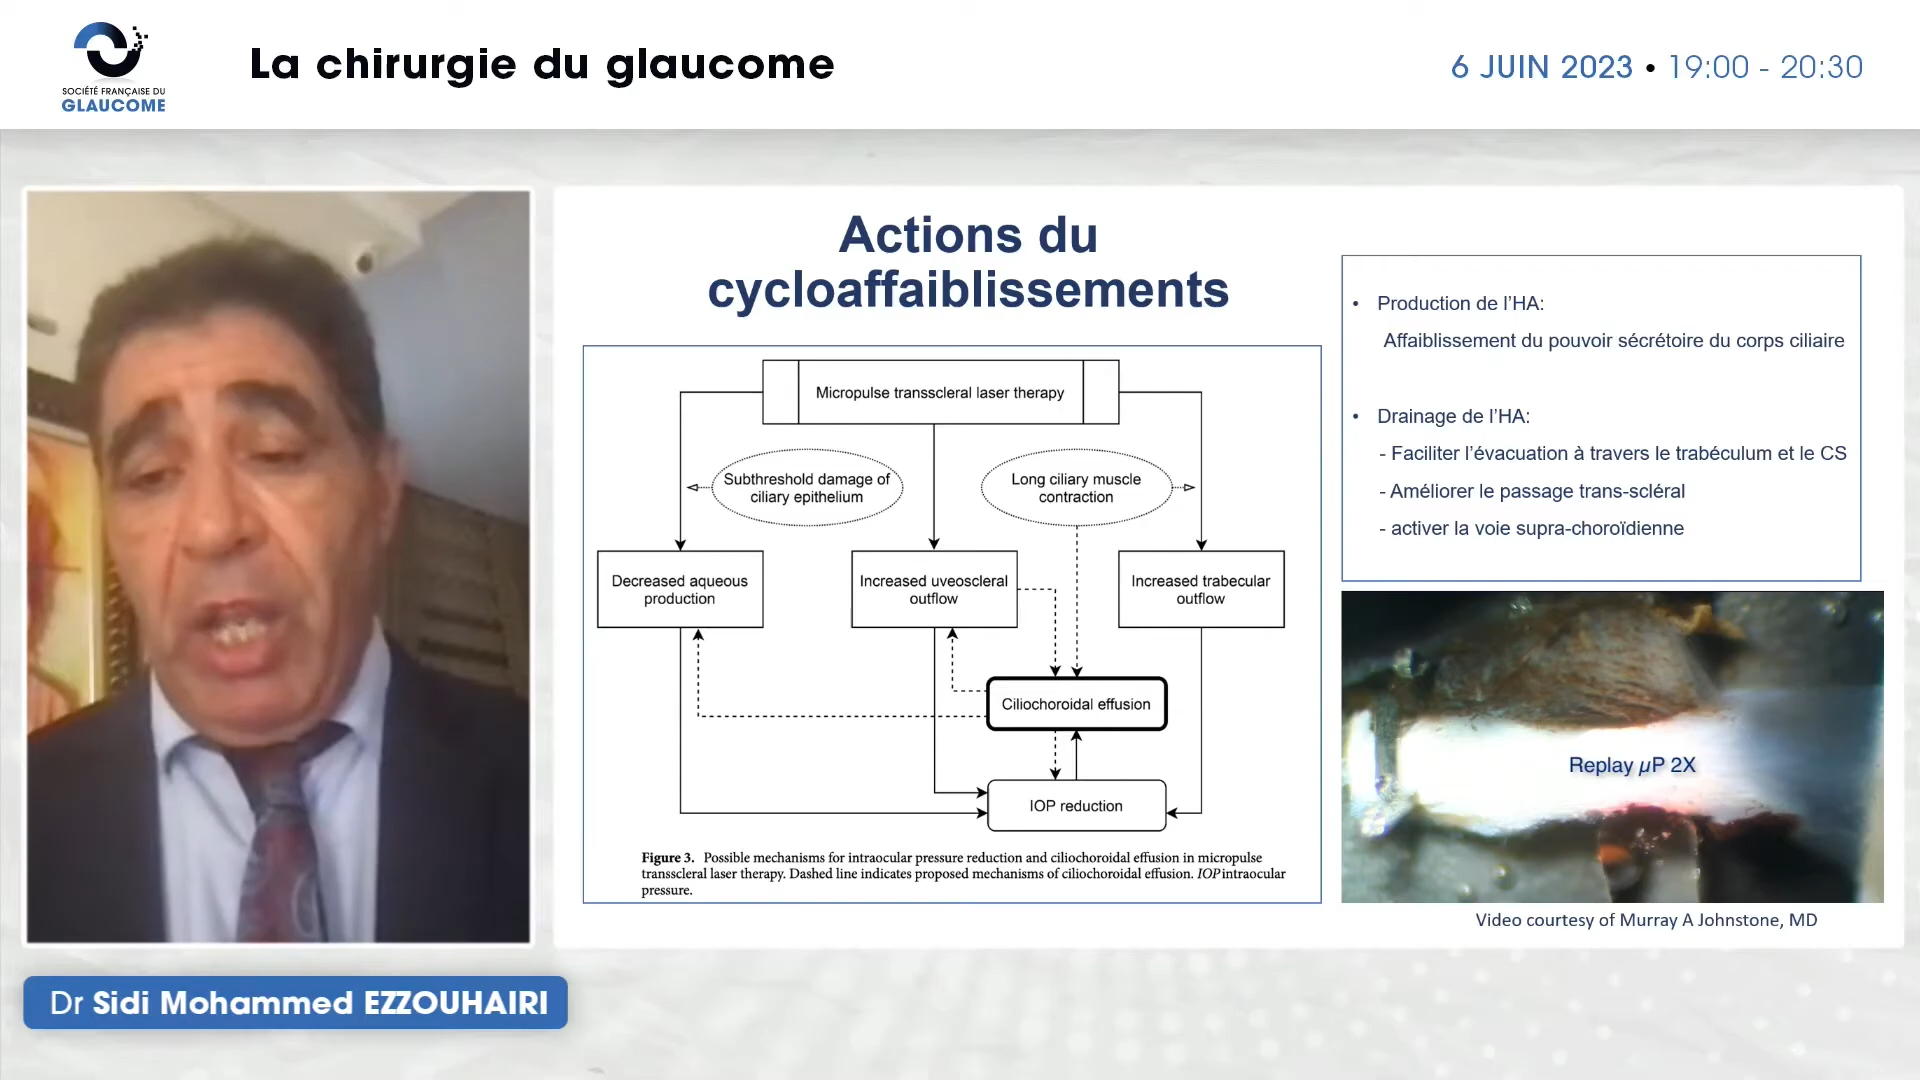 SOCIÉTÉ FRANÇAISE DU
GLAUCOME
La chirurgie du glaucome
6 JUIN 2023 • 19:00 - 20:30
Actions du
cycloaffaiblissements
Micropulse transscleral laser therapy
Subthreshold damage of
ciliary epithelium
Long ciliary muscle
contraction
Decreased aqueous
production
Increased uveoscleral
outflow
Increased trabecular
outflow
Ciliochoroidal effusion
IOP reduction
Figure 3. Possible mechanisms for intraocular pressure reduction and ciliochoroidal effusion in micropulse
transscleral laser therapy. Dashed line indicates proposed mechanisms of ciliochoroidal effusion. IOP intraocular
pressure.
• Production de l’HA:
Affaiblissement du pouvoir sécrétoire du corps ciliaire
• Drainage de l’HA:
- Faciliter l’évacuation à travers le trabéculum et le CS
- Améliorer le passage trans-scléral
- activer la voie supra-choroïdienne
Replay µP 2X
Video courtesy of Murray A Johnstone, MD
Dr Sidi Mohammed EZZOUHAIRI